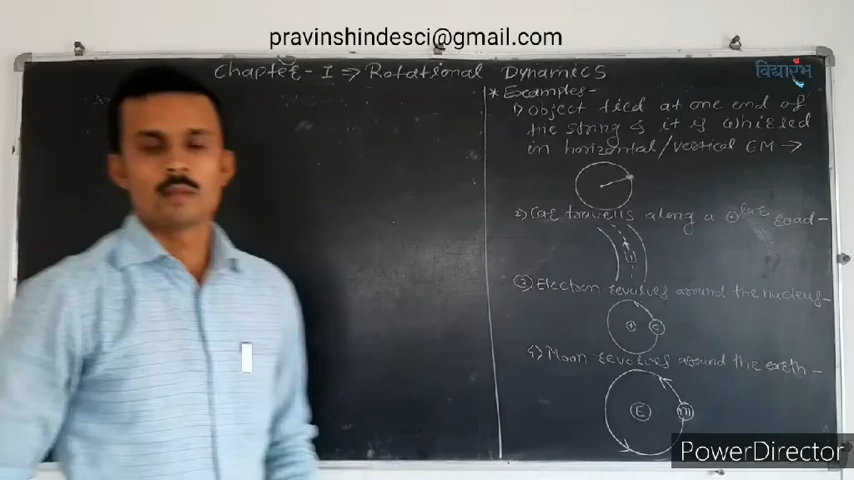 pravinshindesci@gmail.com
Chapter - I ⇒ Rotational Dynamics
विद्यारंभ
* Examples -
1) Object tied at one end of
the string & it is whirled
in horizontal/vertical CM →
2) Car travells along a ⊙lar road -
③ Electron revolves around the nucleus -
+
e
4) Moon revolves around the earth -
E
m
PowerDirector